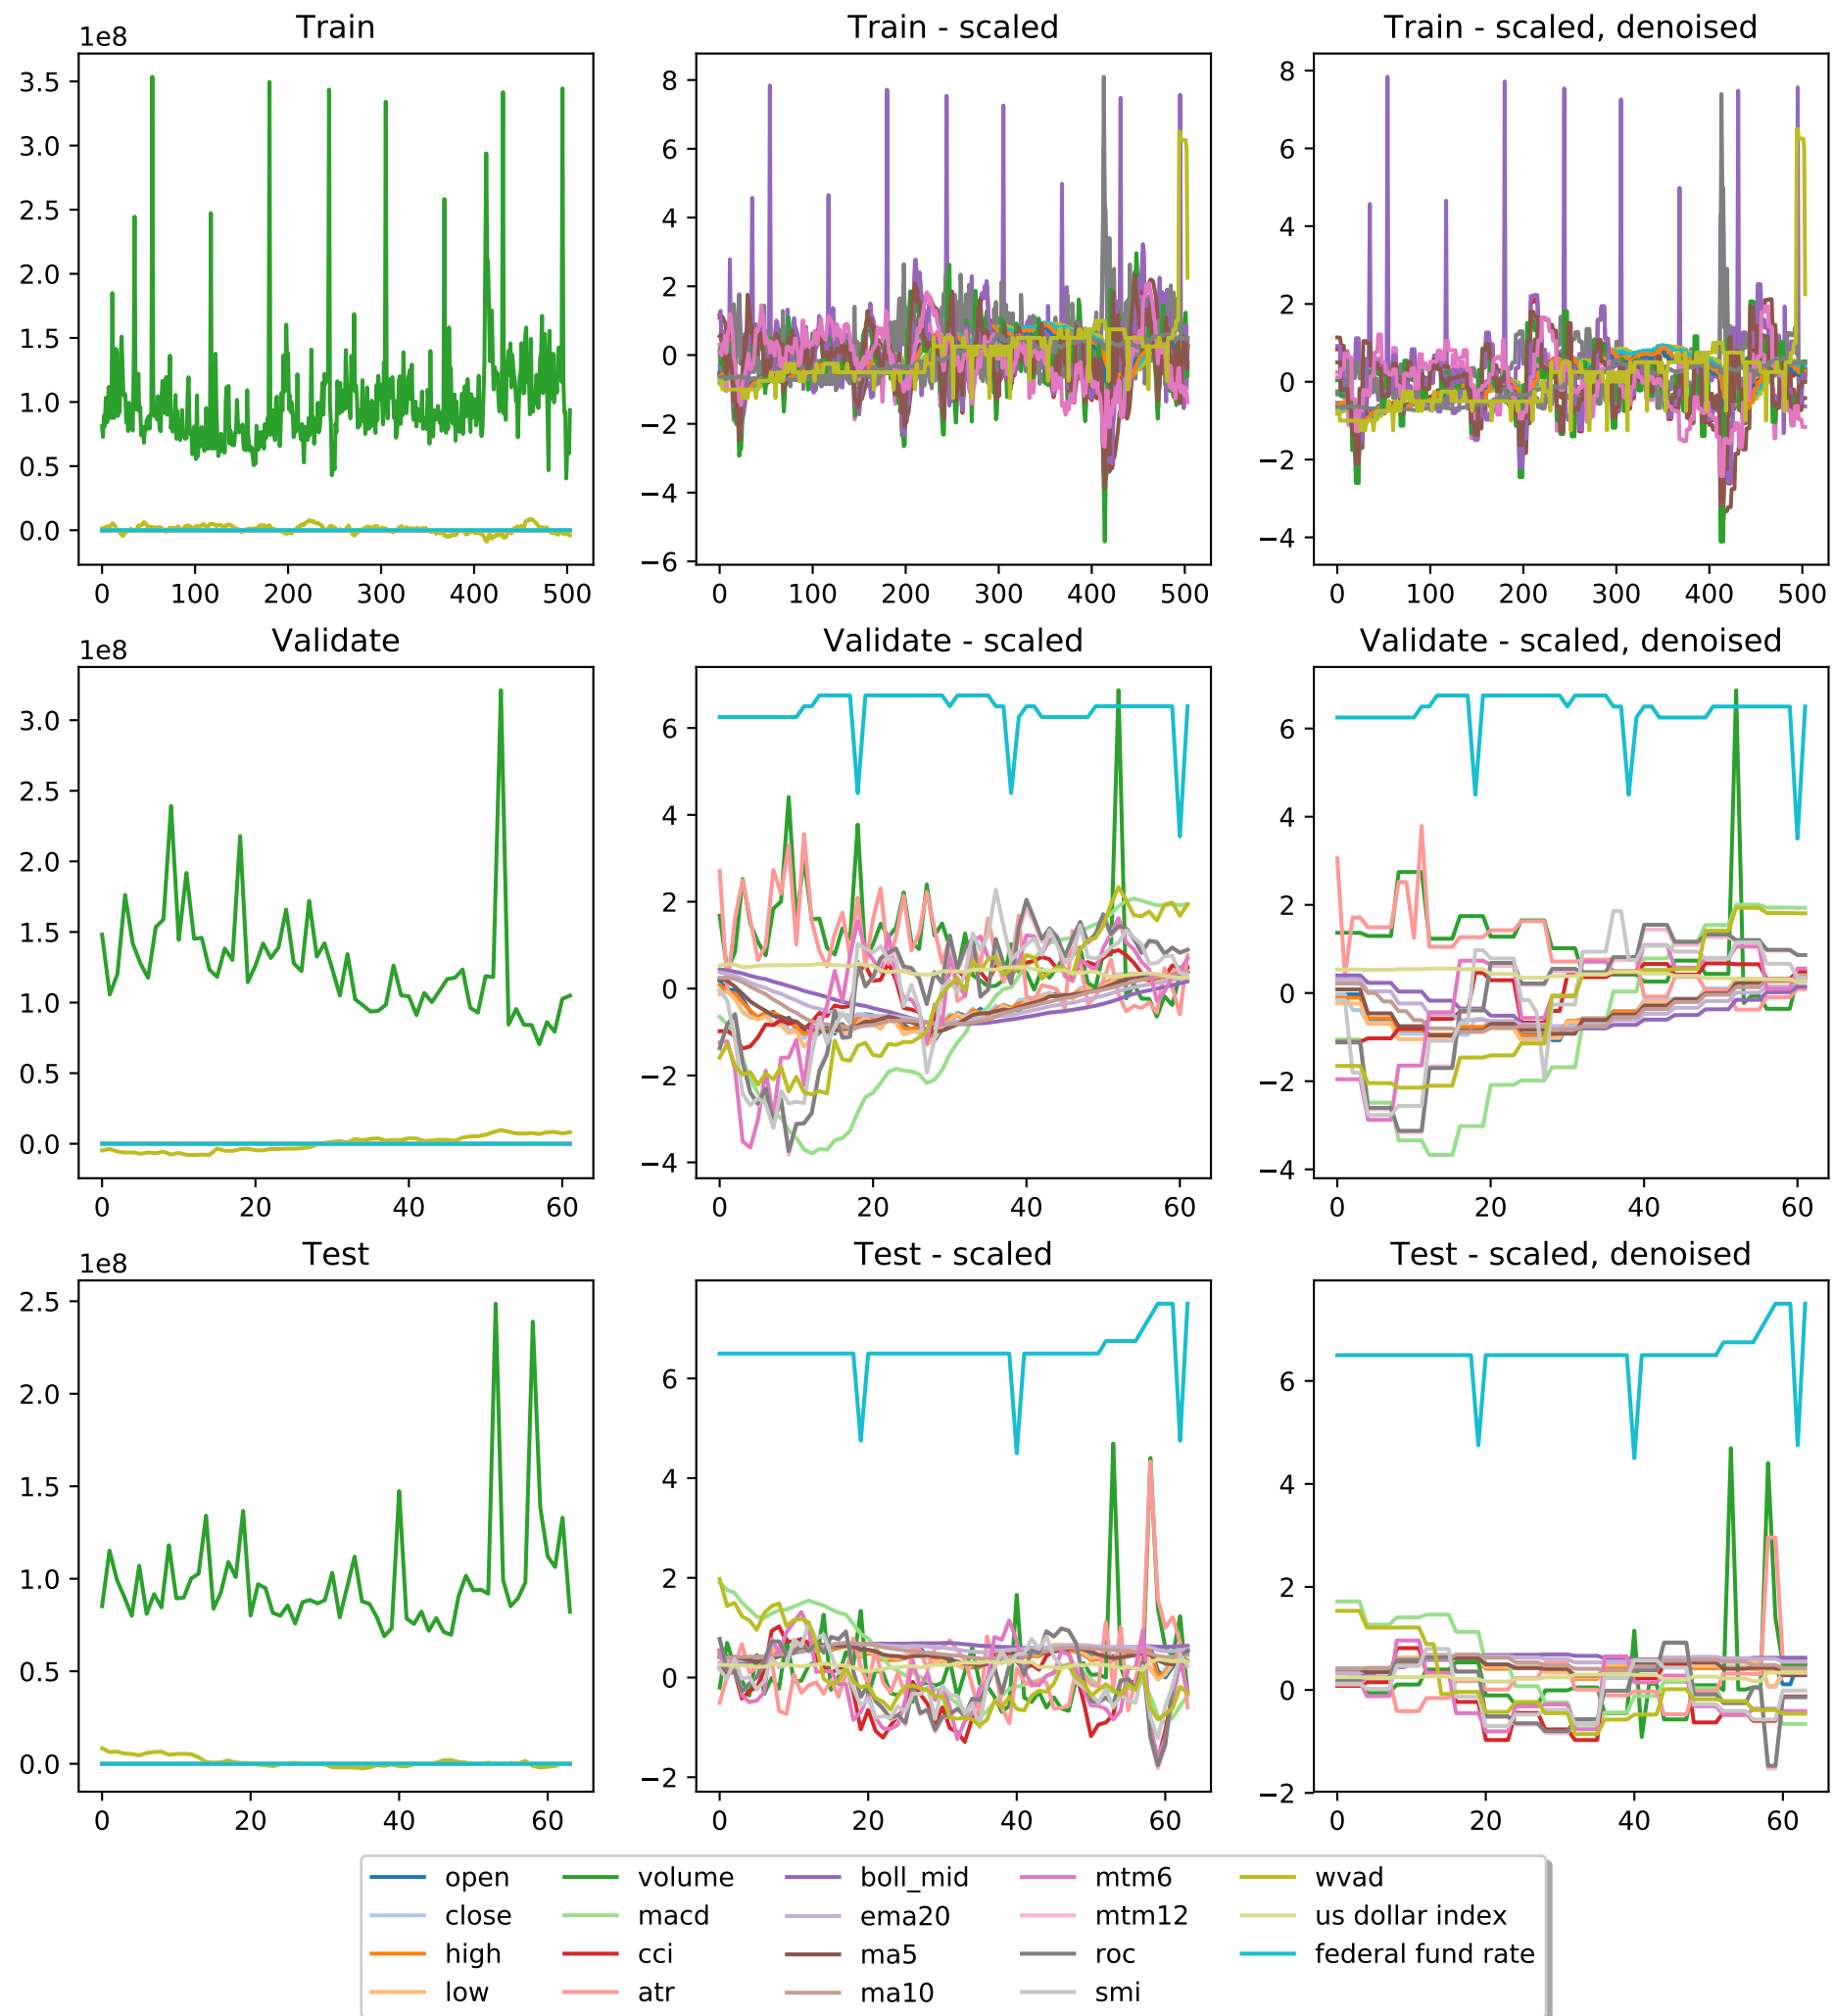 Train
Train - scaled
Train - scaled, denoised
1e8
3.5
3.0
2.5
2.0
1.5
1.0
0.5
0.0
0 100 200 300 400 500
8
6
4
2
0
−2
−4
−6
0 100 200 300 400 500
8
6
4
2
0
−2
−4
0 100 200 300 400 500
Validate
Validate - scaled
Validate - scaled, denoised
1e8
3.0
2.5
2.0
1.5
1.0
0.5
0.0
0 20 40 60
6
4
2
0
−2
−4
0 20 40 60
6
4
2
0
−2
−4
0 20 40 60
Test
Test - scaled
Test - scaled, denoised
1e8
2.5
2.0
1.5
1.0
0.5
0.0
0 20 40 60
6
4
2
0
−2
0 20 40 60
6
4
2
0
−2
0 20 40 60
open
close
high
low
volume
macd
cci
atr
boll_mid
ema20
ma5
ma10
mtm6
mtm12
roc
smi
wvad
us dollar index
federal fund rate